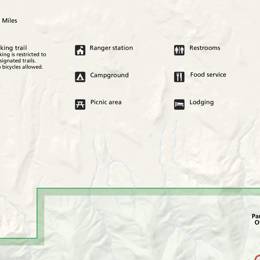 Miles
king trail
king is restricted to
signated trails.
bicycles allowed.
Ranger station
Restrooms
Campground
Food service
Picnic area
Lodging
Pa
O